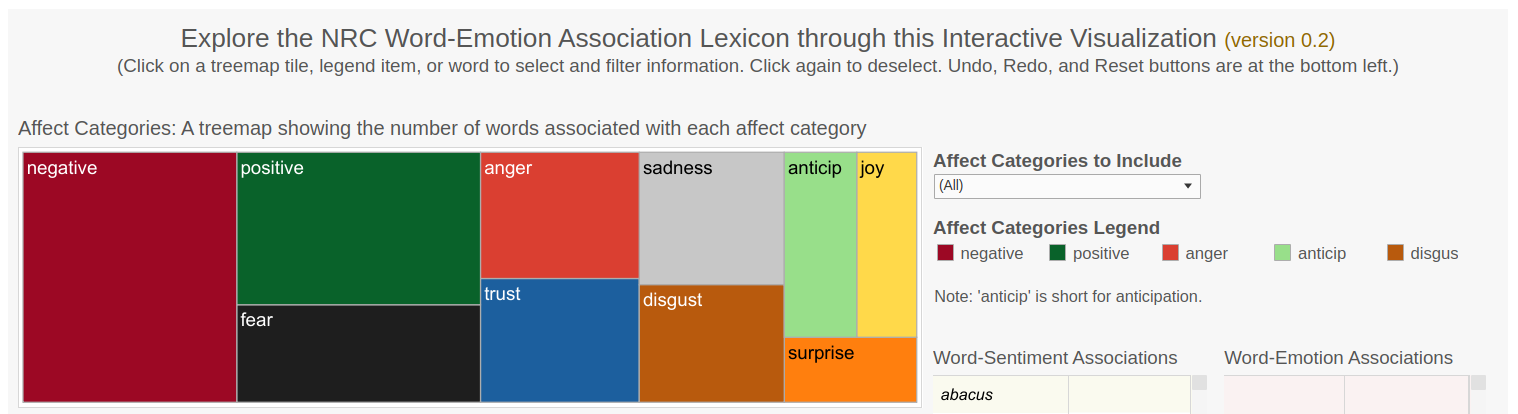 Explore the NRC Word-Emotion Association Lexicon through this Interactive Visualization (version 0.2)
(Click on a treemap tile, legend item, or word to select and filter information. Click again to deselect. Undo, Redo, and Reset buttons are at the bottom left.)
Affect Categories: A treemap showing the number of words associated with each affect category
negative
positive
anger
sadness
anticip
joy
fear
trust
disgust
surprise
Affect Categories to Include
(All)
Affect Categories Legend
negative positive anger anticip disgus
Note: 'anticip' is short for anticipation.
Word-Sentiment Associations
abacus
Word-Emotion Associations